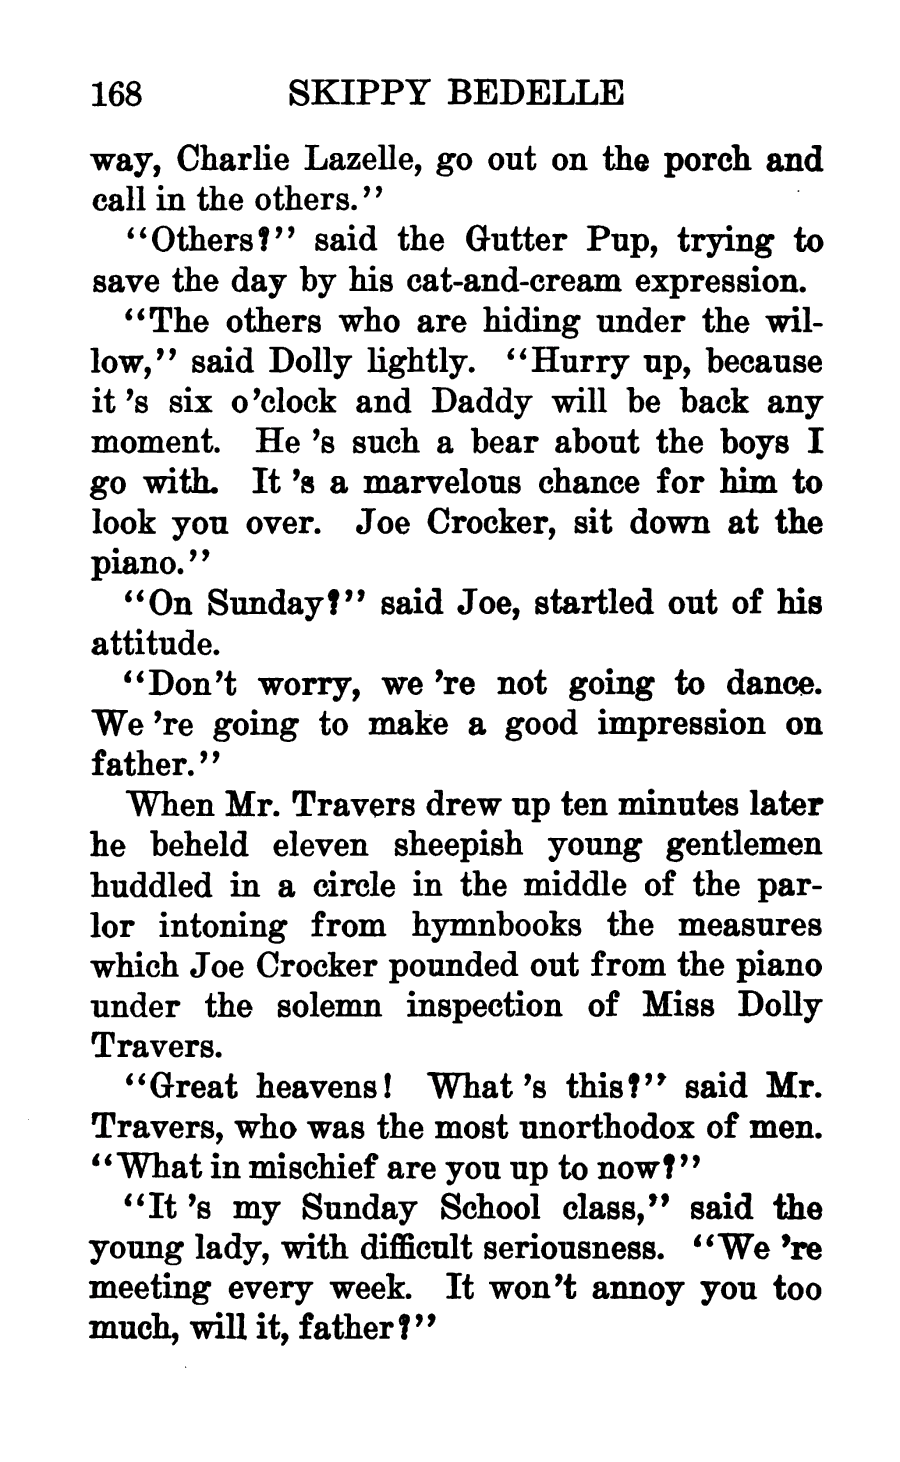 168 SKIPPY BEDELLE
way, Charlie Lazelle, go out on the porch and
call in the others."
"Others?" said the Gutter Pup, trying to
save the day by his cat-and-cream expression.
"The others who are hiding under the wil-
low," said Dolly lightly. "Hurry up, because
it 's six o'clock and Daddy will be back any
moment. He 's such a bear about the boys I
go with. It 's a marvelous chance for him to
look you over. Joe Crocker, sit down at the
piano."
"On Sunday?" said Joe, startled out of his
attitude.
"Don't worry, we 're not going to dance.
We 're going to make a good impression on
father."
When Mr. Travers drew up ten minutes later
he beheld eleven sheepish young gentlemen
huddled in a circle in the middle of the par-
lor intoning from hymnbooks the measures
which Joe Crocker pounded out from the piano
under the solemn inspection of Miss Dolly
Travers.
"Great heavens! What 's this?" said Mr.
Travers, who was the most unorthodox of men.
"What in mischief are you up to now?"
"It 's my Sunday School class," said the
young lady, with difficult seriousness. "We 're
meeting every week. It won't annoy you too
much, will it, father?"